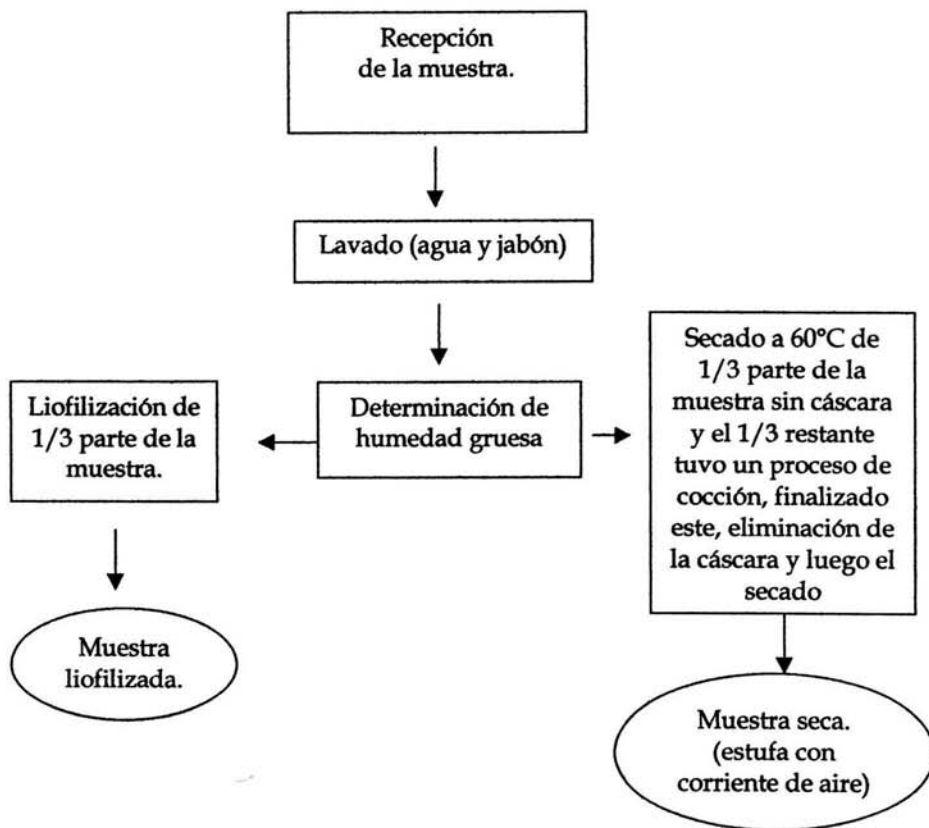 Recepción
de la muestra.
Lavado (agua y jabón)
Determinación de
humedad gruesa
Liofilización de
1/3 parte de la
muestra.
Muestra
liofilizada.
Secado a 60°C de
1/3 parte de la
muestra sin cáscara
y el 1/3 restante
tuvo un proceso de
cocción, finalizado
este, eliminación de
la cáscara y luego el
secado
Muestra seca.
(estufa con
corriente de aire)